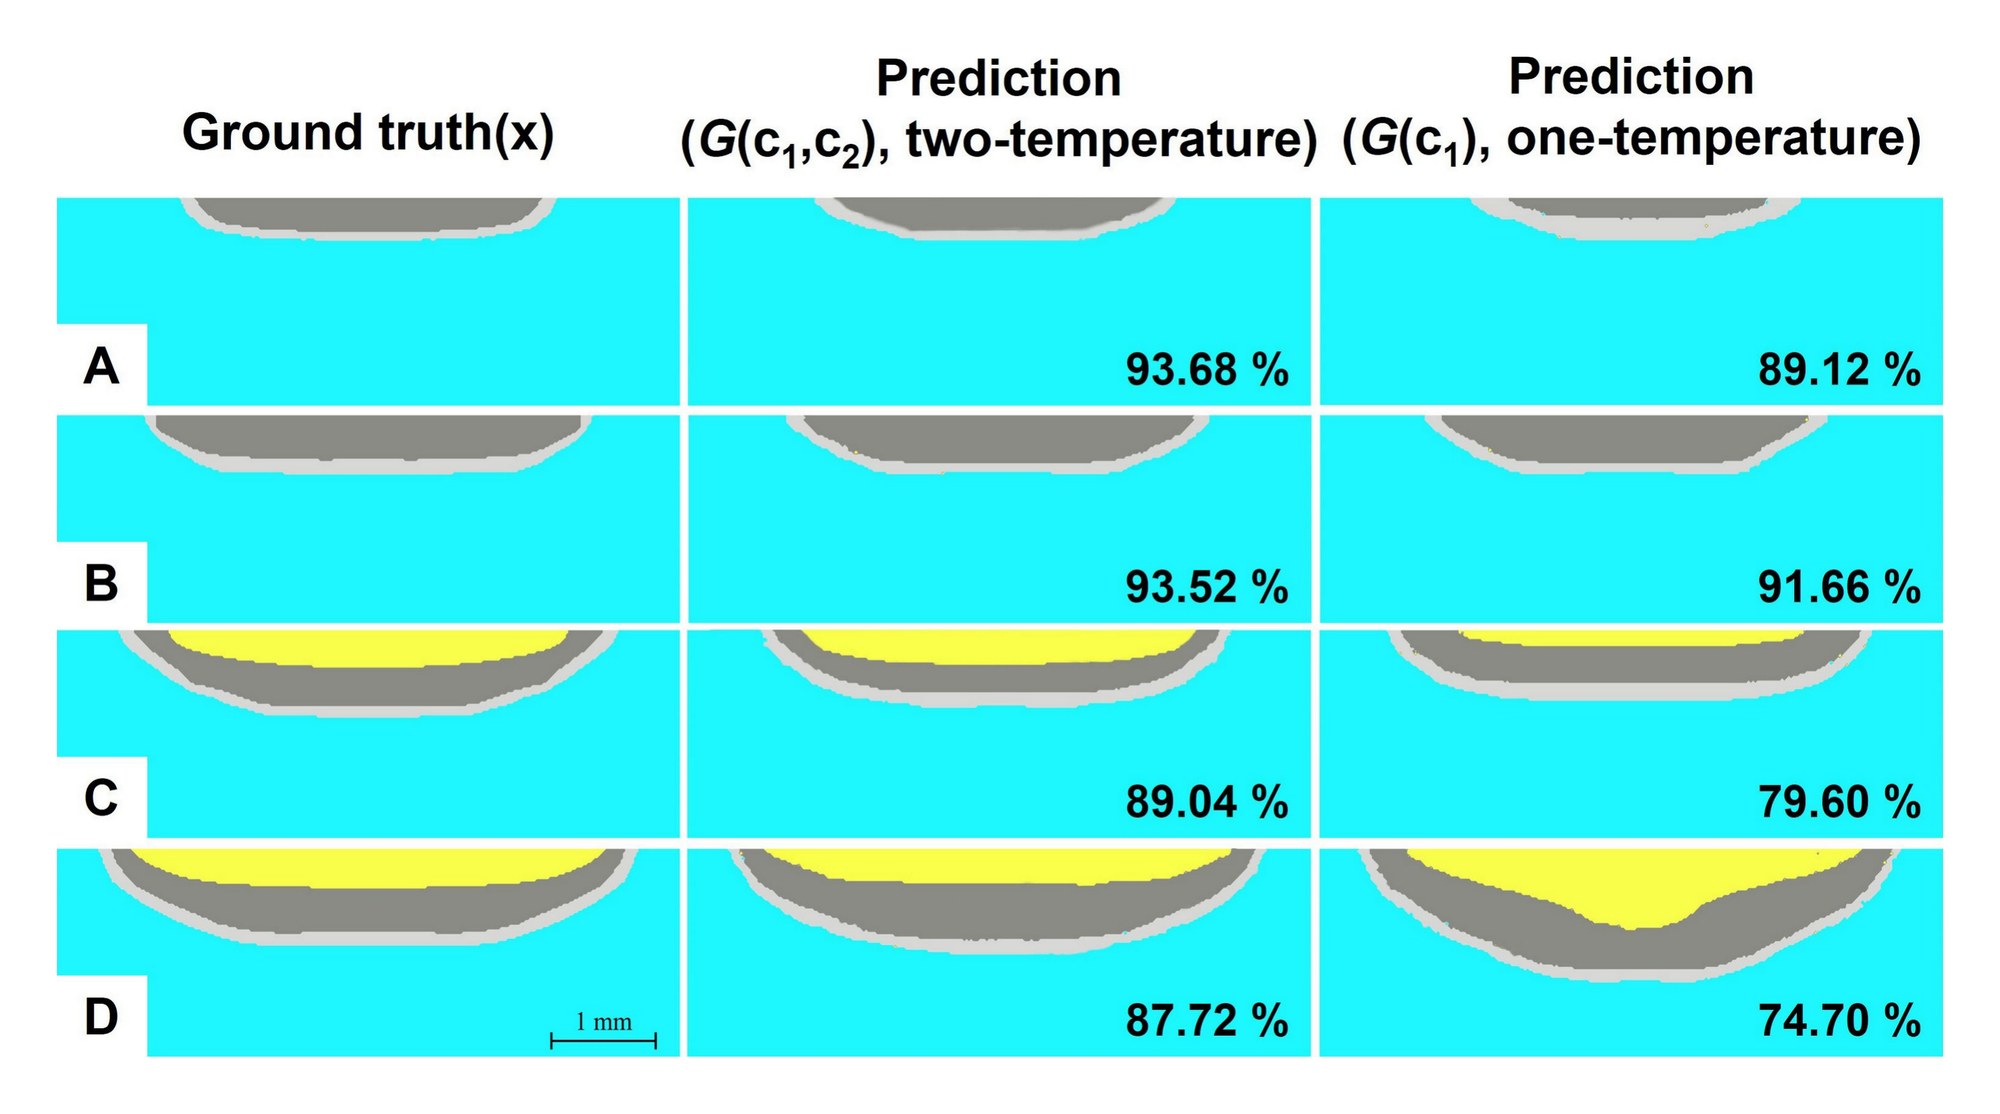 Ground truth(x)
Prediction
(G(c₁,c₂), two-temperature)
Prediction
(G(c₁), one-temperature)
A
93.68 %
89.12 %
B
93.52 %
91.66 %
C
89.04 %
79.60 %
D
1 mm
87.72 %
74.70 %